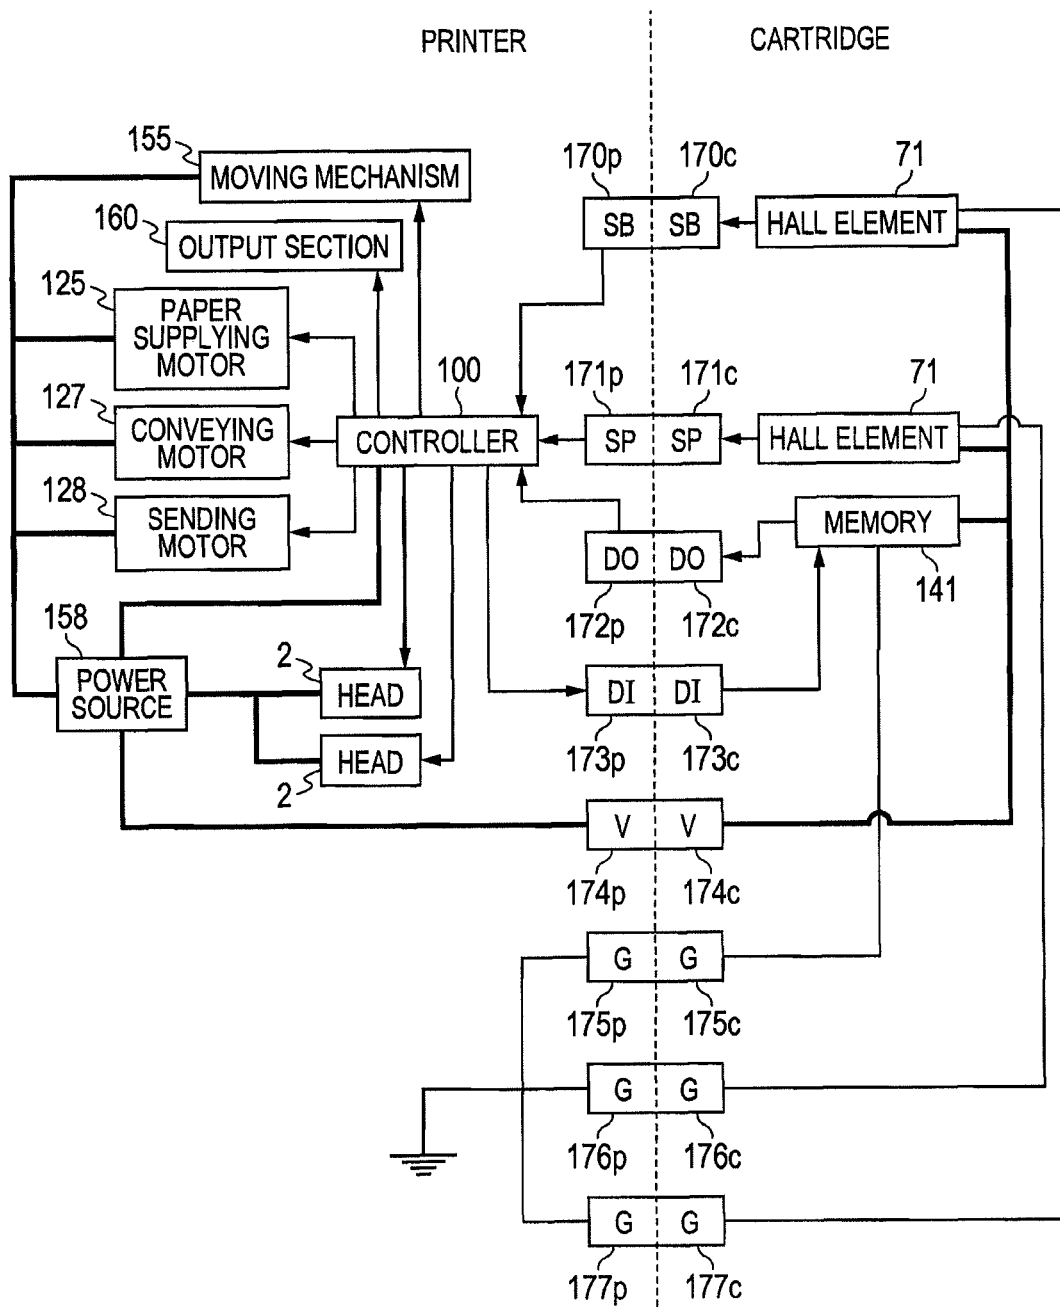 PRINTER
CARTRIDGE
155
MOVING MECHANISM
160
OUTPUT SECTION
125
PAPER
SUPPLYING
MOTOR
127
CONVEYING
MOTOR
128
SENDING
MOTOR
100
CONTROLLER
158
POWER
SOURCE
2
HEAD
HEAD
2
170p
170c
SB
SB
71
HALL ELEMENT
171p
171c
SP
SP
71
HALL ELEMENT
MEMORY
141
DO
DO
172p
172c
DI
DI
173p
173c
V
V
174p
174c
G
G
175p
175c
G
G
176p
176c
G
G
177p
177c